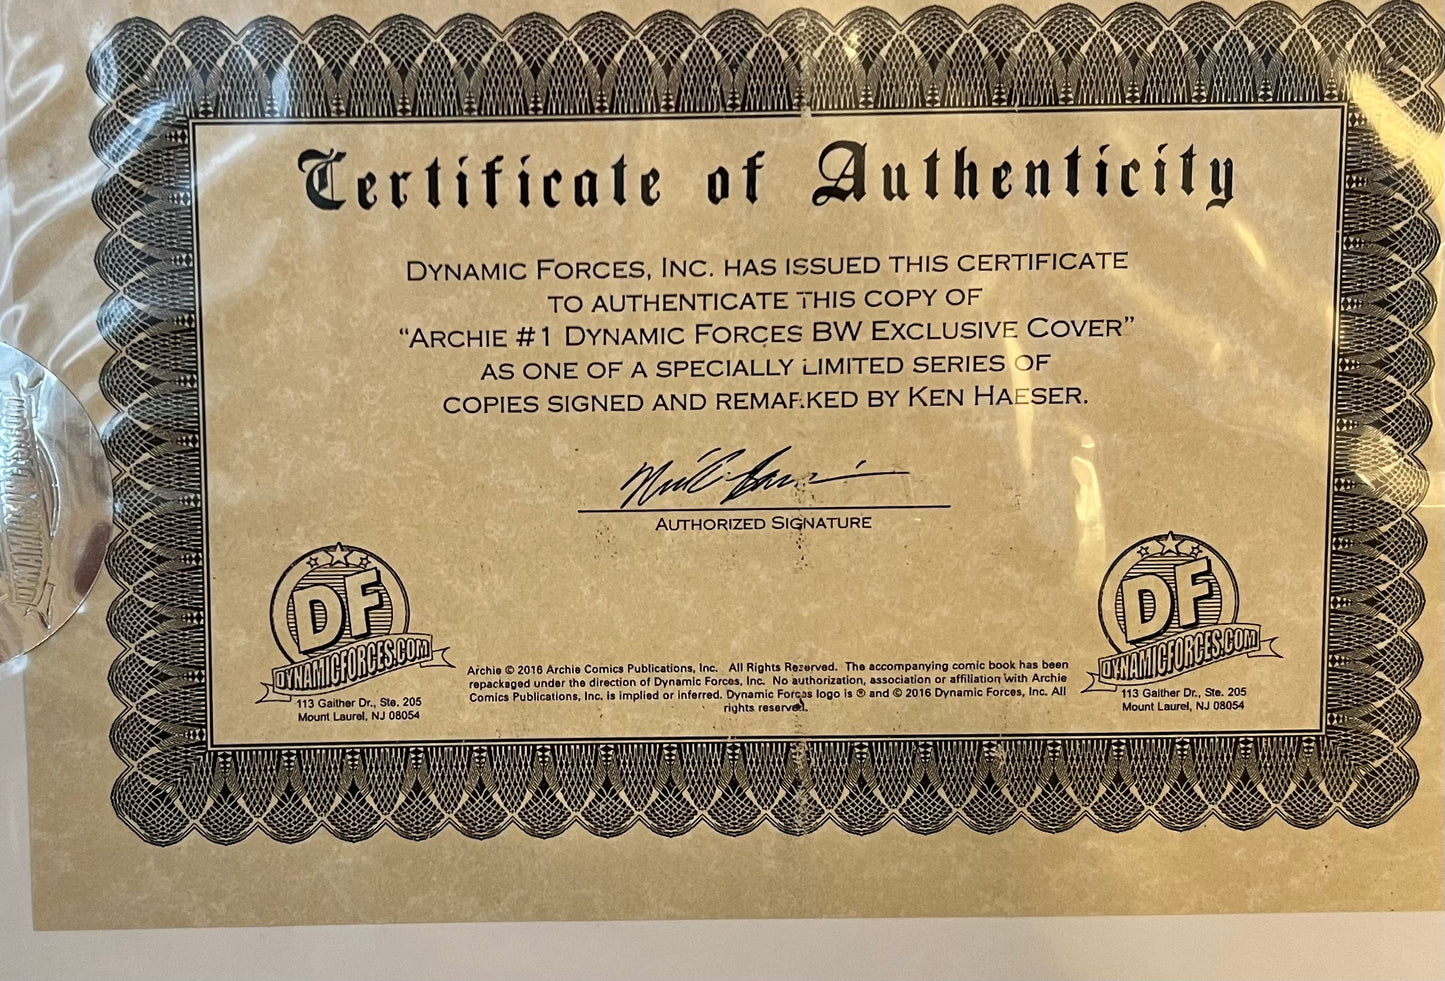 Certificate of Authenticity
DYNAMIC FORCES, INC. HAS ISSUED THIS CERTIFICATE
TO AUTHENTICATE THIS COPY OF
“ARCHIE #1 DYNAMIC FORCES BW EXCLUSIVE COVER”
AS ONE OF A SPECIALLY LIMITED SERIES OF
COPIES SIGNED AND REMARKED BY KEN HAESER.
AUTHORIZED SIGNATURE
DF
DYNAMICFORCES.COM
113 Gaither Dr., Ste. 205
Mount Laurel, NJ 08054
Archie © 2016 Archie Comics Publications, Inc. All Rights Reserved. The accompanying comic book has been
repackaged under the direction of Dynamic Forces, Inc. No authorization, association or affiliation with Archie
Comics Publications, Inc. is implied or inferred. Dynamic Forces logo is ® and © 2016 Dynamic Forces, Inc. All
rights reserved.
DF
DYNAMICFORCES.COM
113 Gaither Dr., Ste. 205
Mount Laurel, NJ 08054